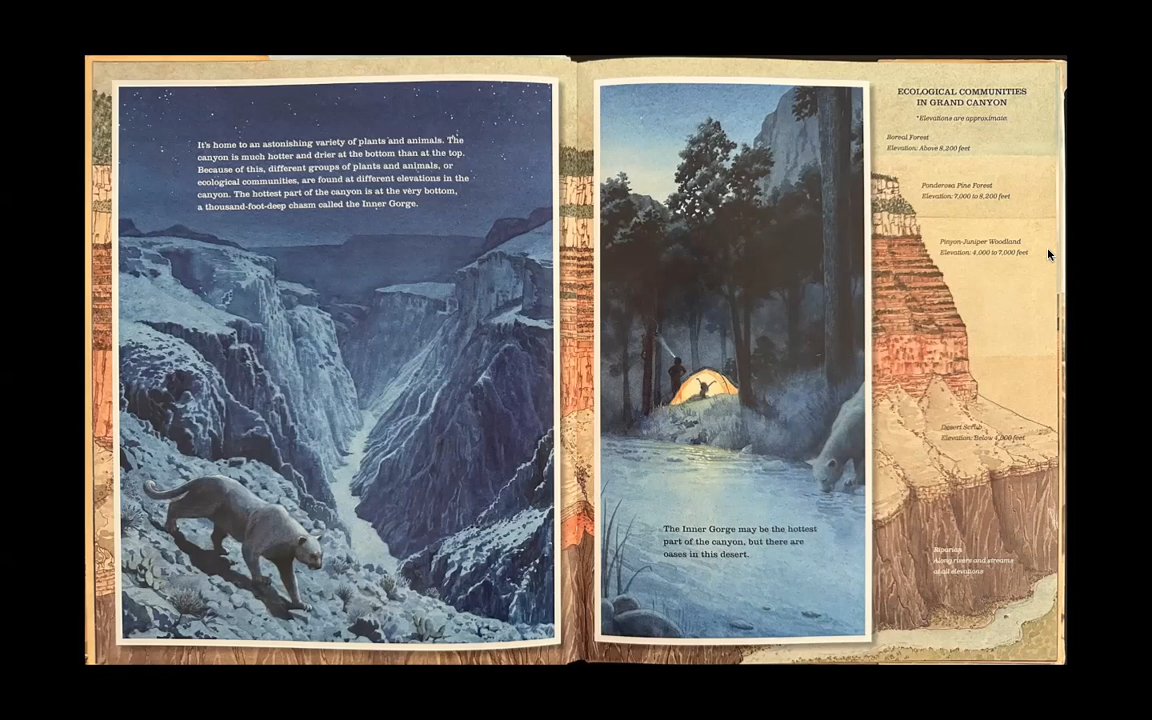 It's home to an astonishing variety of plants and animals. The
canyon is much hotter and drier at the bottom than at the top.
Because of this, different groups of plants and animals, or
ecological communities, are found at different elevations in the
canyon. The hottest part of the canyon is at the very bottom,
a thousand-foot-deep chasm called the Inner Gorge.
The Inner Gorge may be the hottest
part of the canyon, but there are
oases in this desert.
ECOLOGICAL COMMUNITIES
IN GRAND CANYON
*Elevations are approximate.
Boreal Forest
Elevation: Above 8,200 feet
Ponderosa Pine Forest
Elevation: 7,000 to 8,200 feet
Pinyon-Juniper Woodland
Elevation: 4,000 to 7,000 feet
Desert Scrub
Elevation: Below 4,000 feet
Riparian
Along rivers and streams
at all elevations